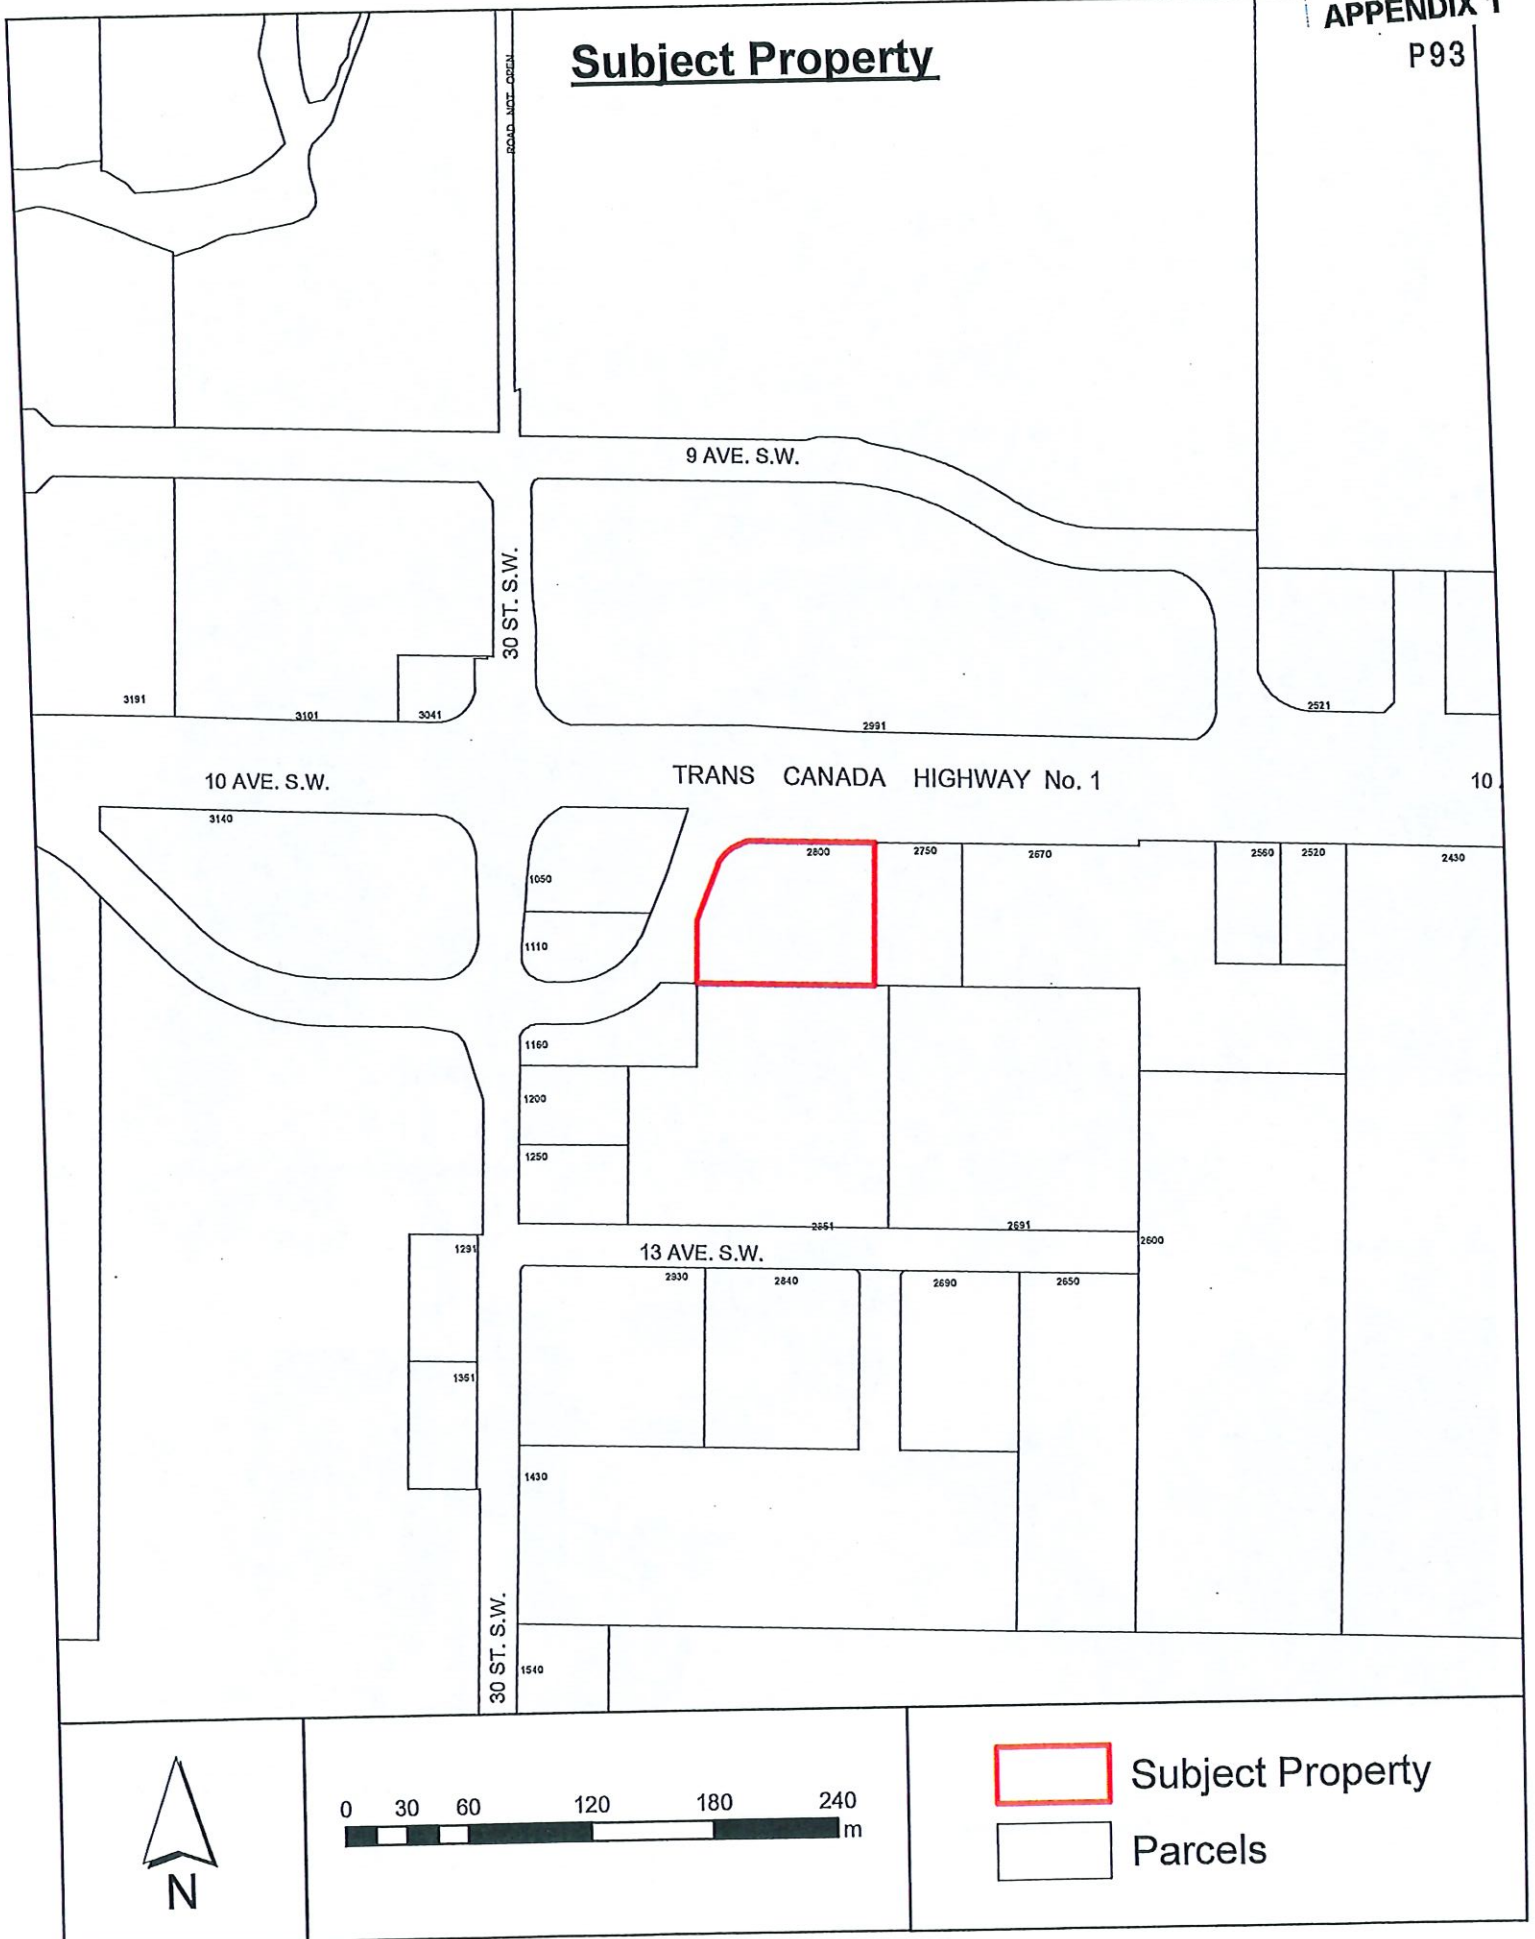 APPENDIX 1
P93
Subject Property
ROAD NOT OPEN
9 AVE. S.W.
30 ST. S.W.
3191
3101
3041
2991
2521
10 AVE. S.W.
TRANS CANADA HIGHWAY No. 1
10
3140
2800
2750
2670
2560
2520
2430
1050
1110
1160
1200
1250
2851
2691
2600
1291
13 AVE. S.W.
2930
2840
2690
2650
1351
1430
30 ST. S.W.
1540
N
0 30 60 120 180 240
m
Subject Property
Parcels